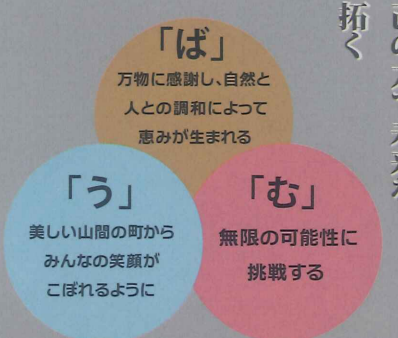 拓く
「ば」
万物に感謝し、自然と
人との調和によって
恵みが生まれる
「う」
美しい山間の町から
みんなの笑顔が
こぼれるように
「む」
無限の可能性に
挑戦する